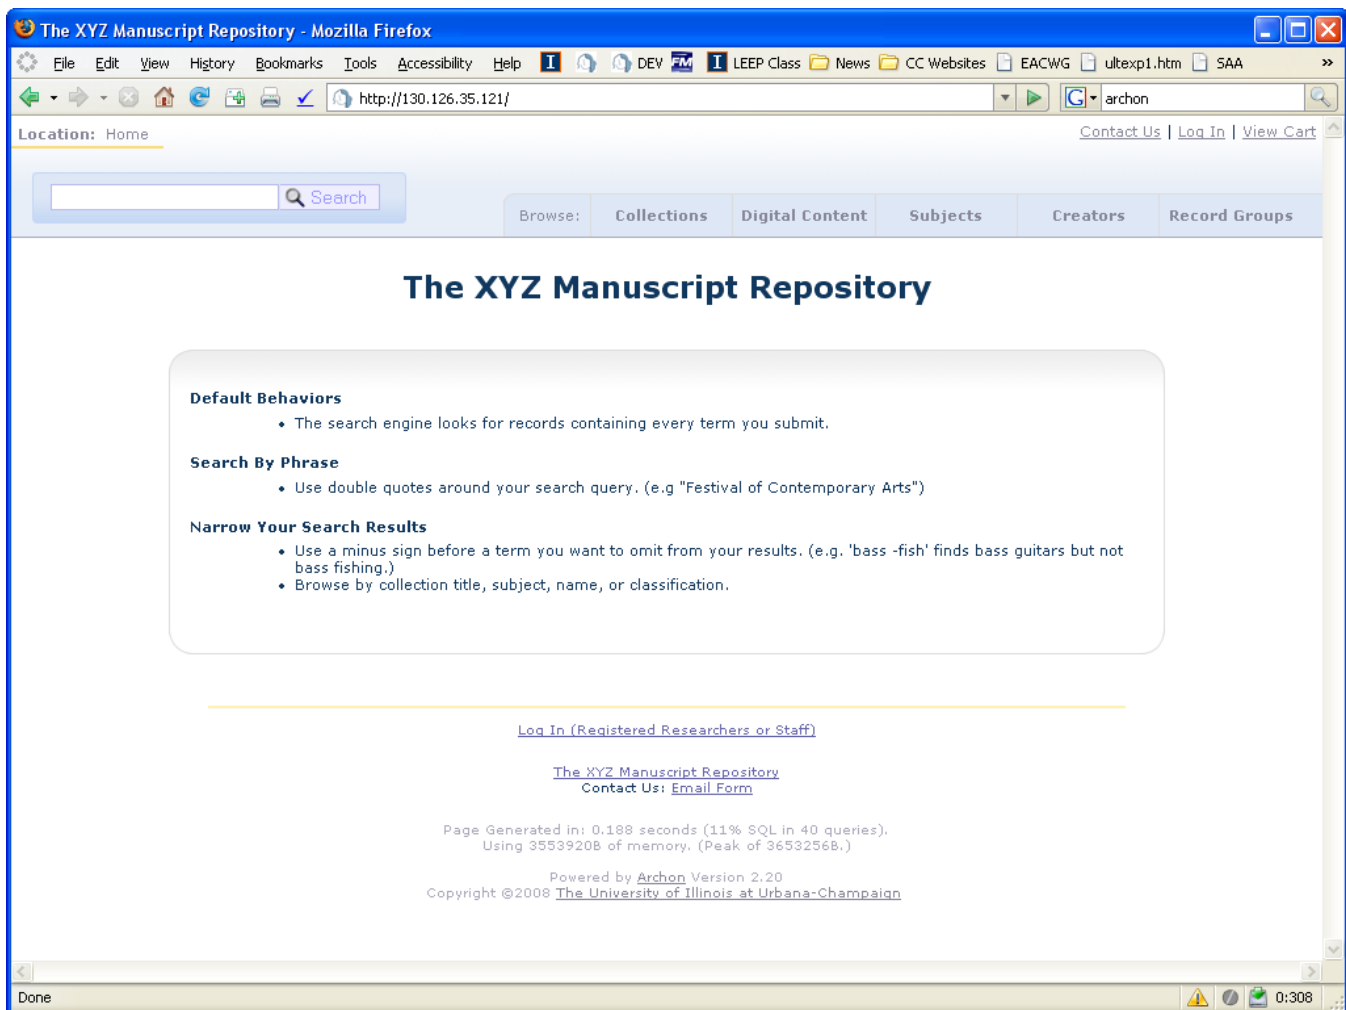 The XYZ Manuscript Repository - Mozilla Firefox
File Edit View History Bookmarks Tools Accessibility Help I DEV FM I LEEP Class News CC Websites EACWG ultexp1.htm SAA »
http://130.126.35.121/ G archon
Location: Home Contact Us | Log In | View Cart
Search
Browse: Collections Digital Content Subjects Creators Record Groups
The XYZ Manuscript Repository
Default Behaviors
• The search engine looks for records containing every term you submit.
Search By Phrase
• Use double quotes around your search query. (e.g "Festival of Contemporary Arts")
Narrow Your Search Results
• Use a minus sign before a term you want to omit from your results. (e.g. 'bass -fish' finds bass guitars but not
bass fishing.)
• Browse by collection title, subject, name, or classification.
Log In (Registered Researchers or Staff)
The XYZ Manuscript Repository
Contact Us: Email Form
Page Generated in: 0.188 seconds (11% SQL in 40 queries).
Using 3553920B of memory. (Peak of 3653256B.)
Powered by Archon Version 2.20
Copyright ©2008 The University of Illinois at Urbana-Champaign
Done 0:308